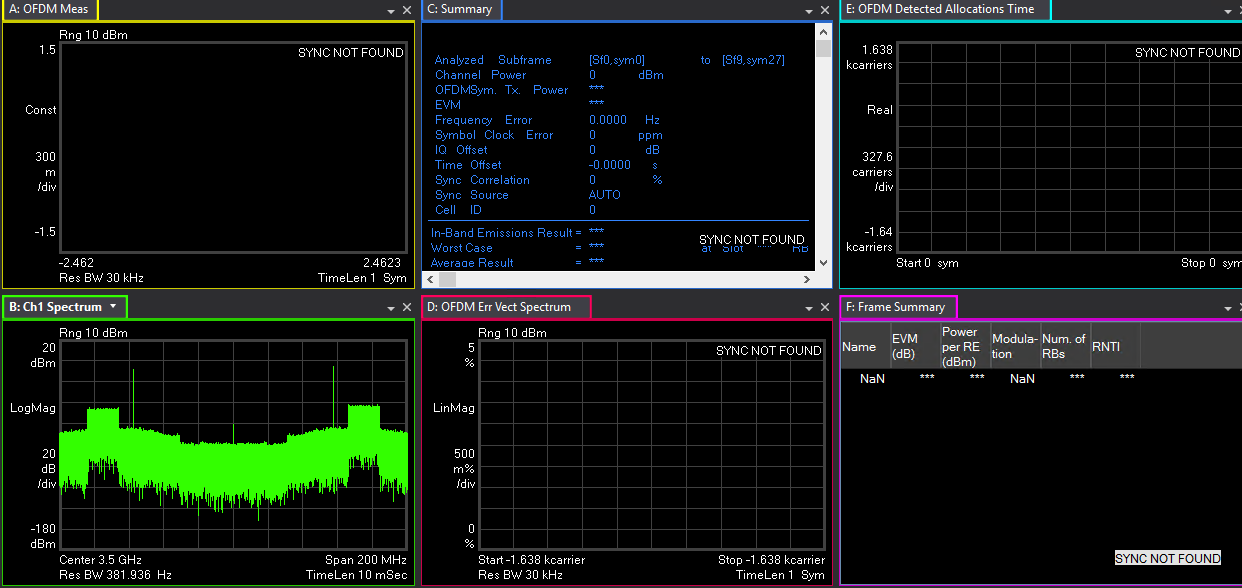 A: OFDM Meas
Rng 10 dBm
1.5
SYNC NOT FOUND
Const
300
m
/div
-1.5
-2.462
2.4623
Res BW 30 kHz
TimeLen 1 Sym
C: Summary
Analyzed Subframe [Sf0,sym0] to [Sf9,sym27]
Channel Power 0 dBm
OFDMSym. Tx. Power ***
EVM ***
Frequency Error 0.0000 Hz
Symbol Clock Error 0 ppm
IQ Offset 0 dB
Time Offset -0.0000 s
Sync Correlation 0 %
Sync Source AUTO
Cell ID 0
In-Band Emissions Result = ***
SYNC NOT FOUND
Worst Case = *** at Slot *** RB
Average Result = ***
E: OFDM Detected Allocations Time
1.638
kcarriers
SYNC NOT FOUND
Real
327.6
carriers
/div
-1.64
kcarriers
Start 0 sym
Stop 0 sym
B: Ch1 Spectrum
Rng 10 dBm
20
dBm
LogMag
20
dB
/div
-180
dBm
Center 3.5 GHz
Span 200 MHz
Res BW 381.936 Hz
TimeLen 10 mSec
D: OFDM Err Vect Spectrum
Rng 10 dBm
5
%
SYNC NOT FOUND
LinMag
500
m%
/div
0
%
Start -1.638 kcarrier
Stop -1.638 kcarrier
Res BW 30 kHz
TimeLen 1 Sym
F: Frame Summary
Name EVM (dB) Power per RE (dBm) Modula-tion Num. of RBs RNTI
NaN *** *** NaN *** ***
SYNC NOT FOUND